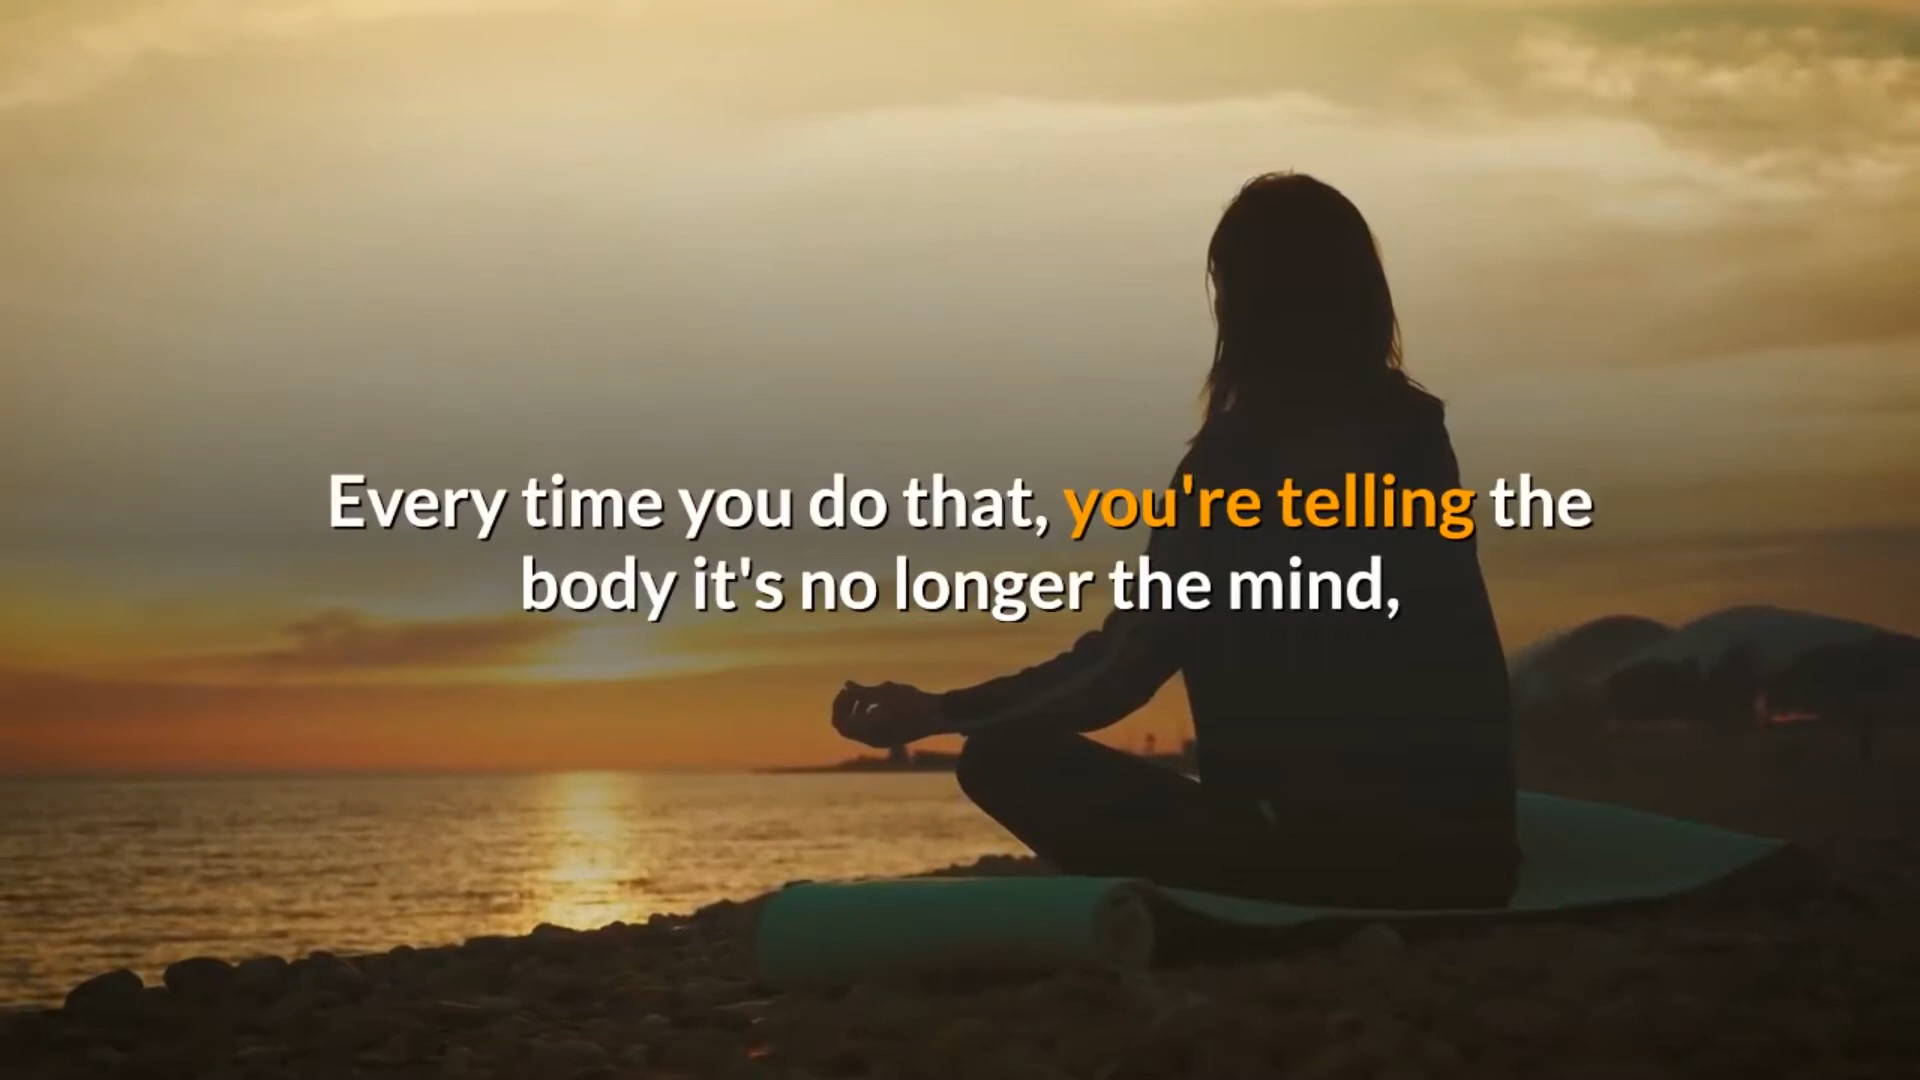 Every time you do that, you're telling the
body it's no longer the mind,